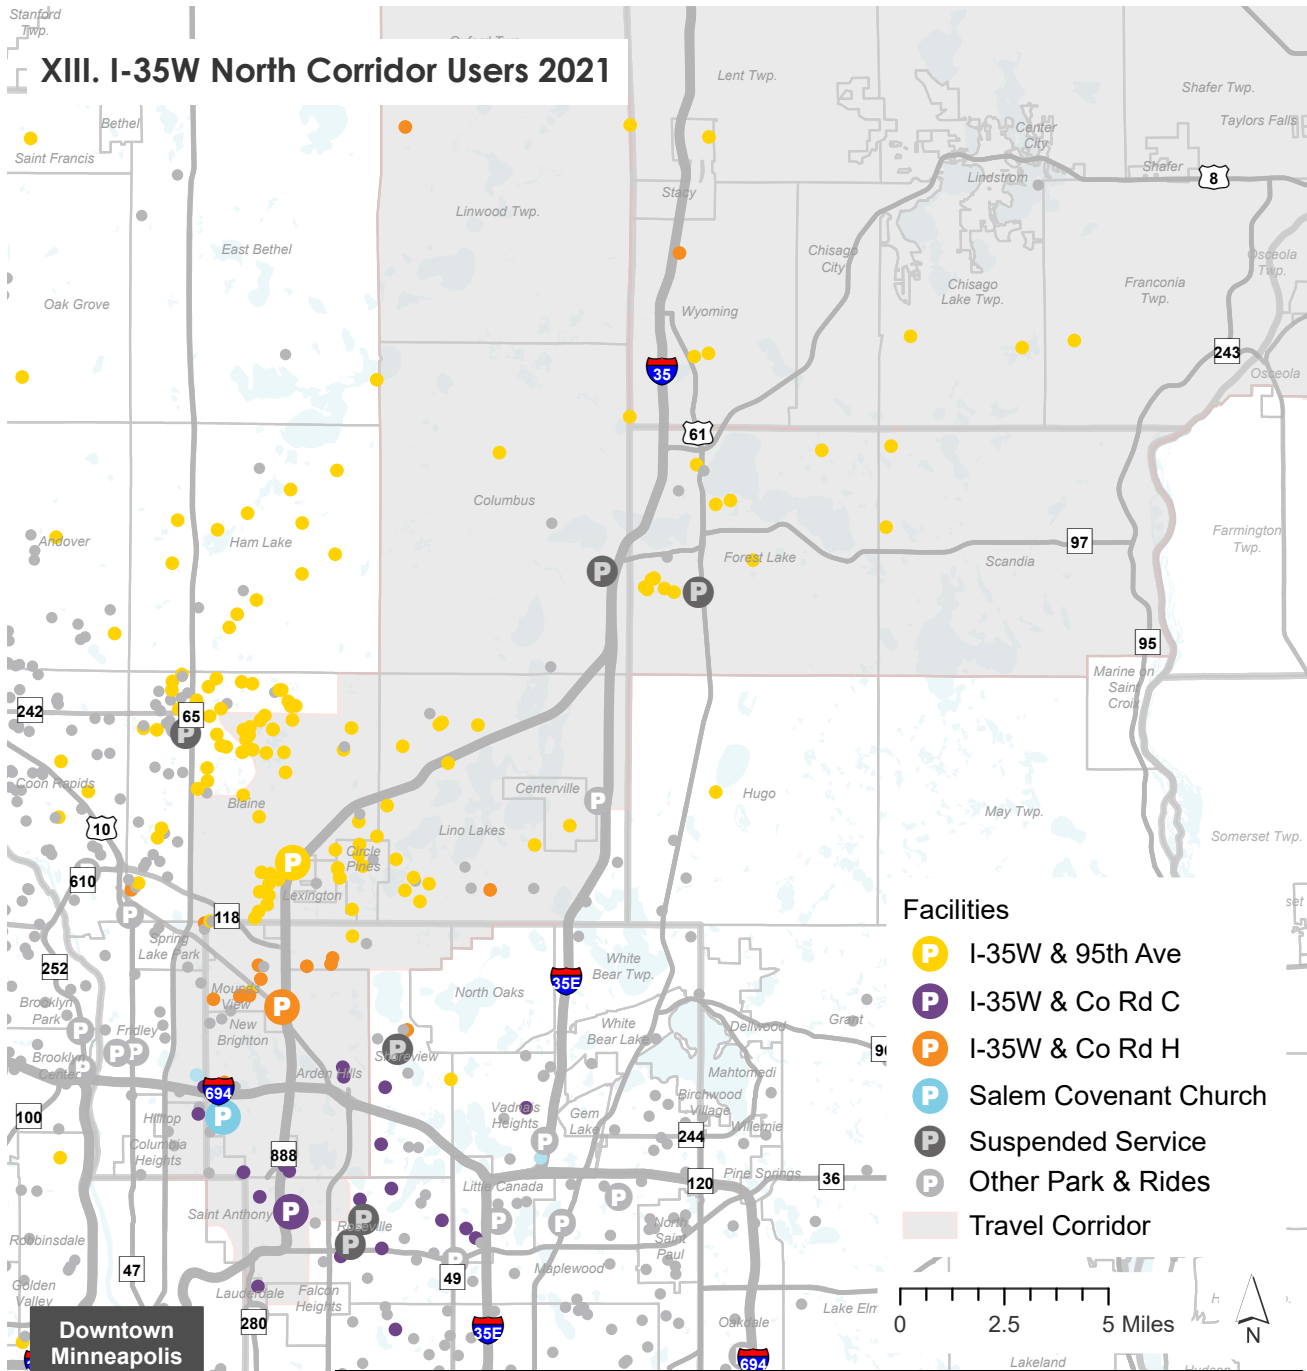 Stanford
Twp.
XIII. I-35W North Corridor Users 2021
Lent Twp.
Shafer Twp.
Taylors Falls
Bethel
Saint Francis
Center
City
Shafer
8
Lindstrom
Stacy
Linwood Twp.
East Bethel
Chisago
City
Osceola
Twp.
Oak Grove
Chisago
Lake Twp.
Franconia
Twp.
Wyoming
243
35
Osceola
61
Columbus
Andover
Ham Lake
Farmington
Twp.
97
P
Forest Lake
Scandia
P
95
Marine on
Saint
Croix
242
65
P
Coon Rapids
Centerville
P
Hugo
Blaine
May Twp.
10
Lino Lakes
Somerset Twp.
Circle
Pines
P
610
Lexington
118
P
Spring
Lake Park
252
White
Bear Twp.
35E
Mounds
View
North Oaks
Brooklyn
Park
P
Fridley
New
Brighton
White
Bear Lake
Dellwood
Grant
P
P
P
Brooklyn
Center
P
Shoreview
P
Arden Hills
Mahtomedi
694
Birchwood
Village
100
Hilltop
P
Vadnais
Heights
Gem
Lake
Willernie
244
Columbia
Heights
888
P
Pine Springs
36
120
Little Canada
P
Saint Anthony
P
P
Roseville
P
P
P
North
Saint
Paul
Robbinsdale
P
Maplewood
47
49
Golden
Valley
Lauderdale
Falcon
Heights
280
35E
Oakdale
Lake Elm
694
Lakeland
Hudson
Downtown
Minneapolis
Facilities
P I-35W & 95th Ave
P I-35W & Co Rd C
P I-35W & Co Rd H
P Salem Covenant Church
P Suspended Service
P Other Park & Rides
Travel Corridor
0 2.5 5 Miles
N